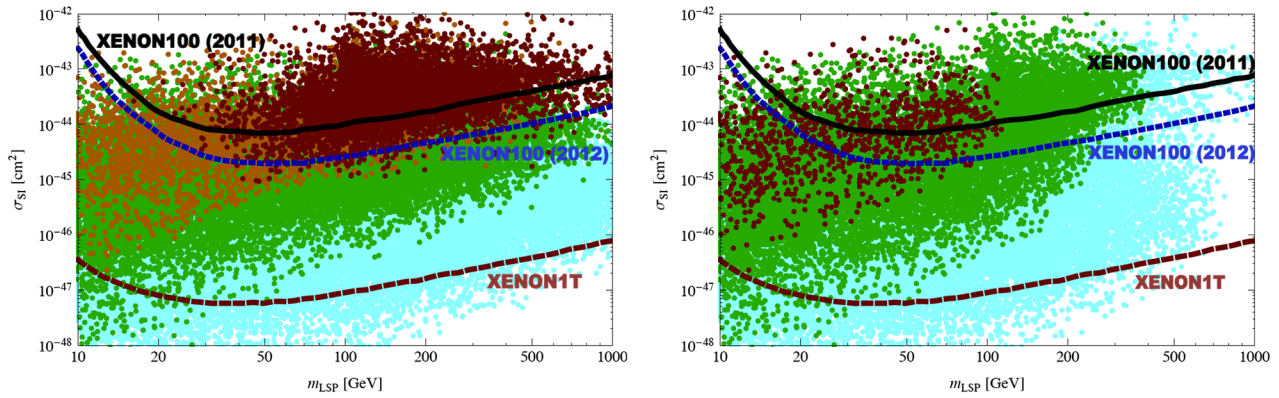 10⁻⁴²
10⁻⁴³
10⁻⁴⁴
10⁻⁴⁵
10⁻⁴⁶
10⁻⁴⁷
10⁻⁴⁸
σSI [cm²]
XENON100 (2011)
XENON100 (2012)
XENON1T
10 20 50 100 200 500 1000
mLSP [GeV]
10⁻⁴²
10⁻⁴³
10⁻⁴⁴
10⁻⁴⁵
10⁻⁴⁶
10⁻⁴⁷
10⁻⁴⁸
σSI [cm²]
XENON100 (2011)
XENON100 (2012)
XENON1T
10 20 50 100 200 500 1000
mLSP [GeV]